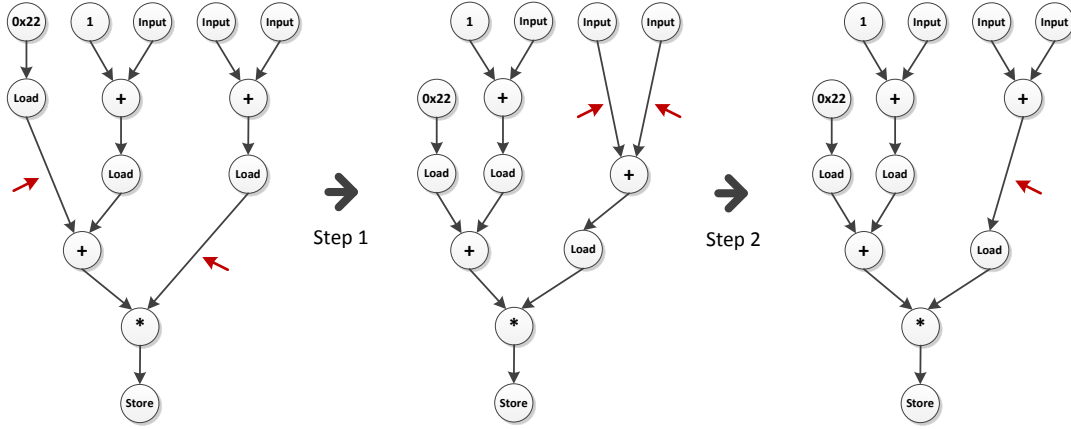 0x22
1
Input
Input
Input
Load
+
+
Load
Load
+
*
Store
Step 1
1
Input
Input
Input
0x22
+
Load
Load
+
+
Load
*
Store
Step 2
1
Input
Input
Input
0x22
+
+
Load
Load
+
Load
*
Store